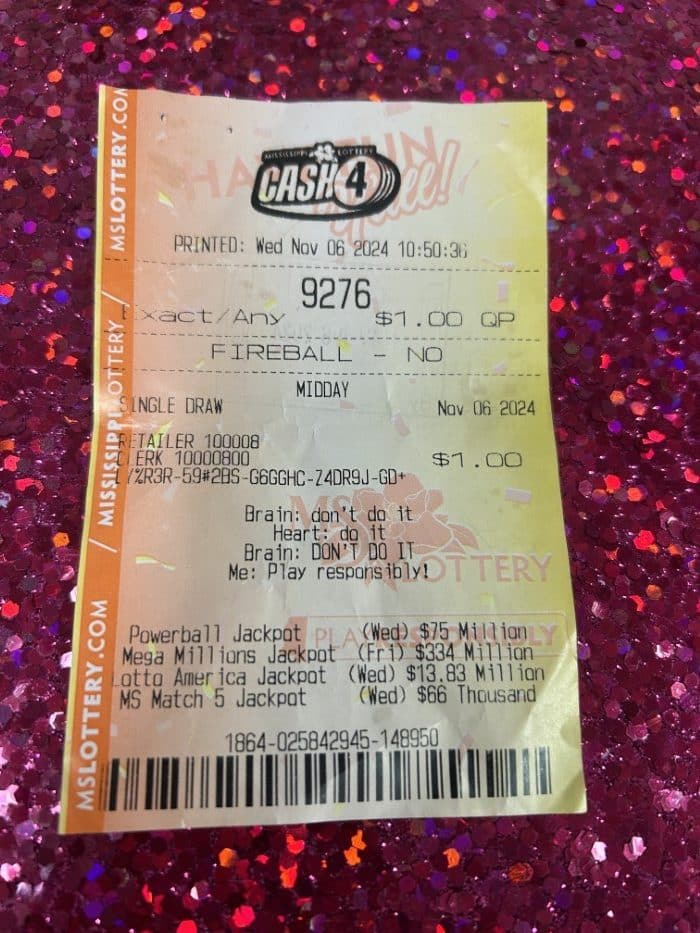 MISSISSIPPI LOTTERY
CASH 4
PRINTED: Wed Nov 06 2024 10:50:36
9276
Exact/Any $1.00 QP
FIREBALL - NO
MIDDAY
SINGLE DRAW Nov 06 2024
RETAILER 100008
CLERK 10000800 $1.00
Brain: don't do it
Heart: do it
Brain: DON'T DO IT
Me: Play responsibly!
MS
LOTTERY
PLAY RESPONSIBLY
Powerball Jackpot (Wed) $75 Million
Mega Millions Jackpot (Fri) $334 Million
Lotto America Jackpot (Wed) $13.83 Million
MS Match 5 Jackpot (Wed) $66 Thousand
1864-025842945-148950
MSLOTTERY.COM / MISSISSIPPI LOTTERY / MSLOTTERY.COM